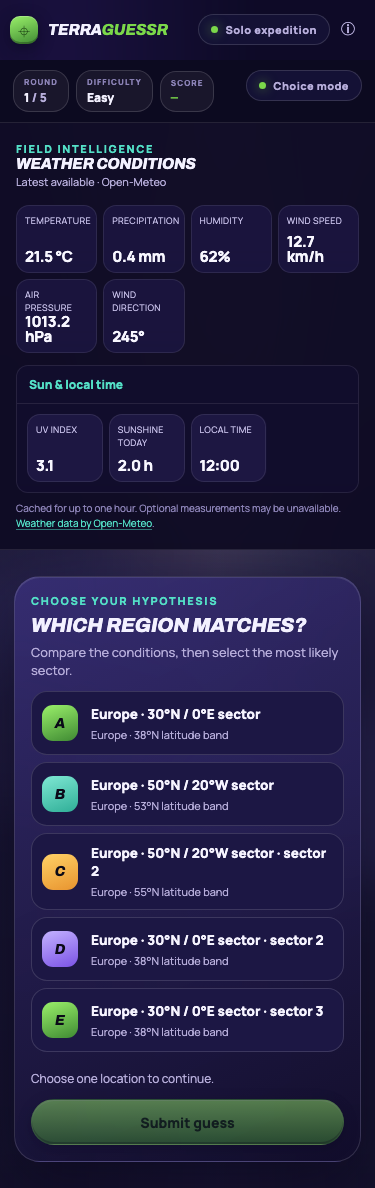 TERRAGUESSR
Solo expedition
ROUND
1 / 5
DIFFICULTY
Easy
SCORE
—
Choice mode
FIELD INTELLIGENCE
WEATHER CONDITIONS
Latest available · Open-Meteo
TEMPERATURE
21.5 °C
PRECIPITATION
0.4 mm
HUMIDITY
62%
WIND SPEED
12.7
km/h
AIR
PRESSURE
1013.2
hPa
WIND
DIRECTION
245°
Sun & local time
UV INDEX
3.1
SUNSHINE
TODAY
2.0 h
LOCAL TIME
12:00
Cached for up to one hour. Optional measurements may be unavailable.
Weather data by Open-Meteo.
CHOOSE YOUR HYPOTHESIS
WHICH REGION MATCHES?
Compare the conditions, then select the most likely
sector.
A
Europe · 30°N / 0°E sector
Europe · 38°N latitude band
B
Europe · 50°N / 20°W sector
Europe · 53°N latitude band
C
Europe · 50°N / 20°W sector · sector
2
Europe · 55°N latitude band
D
Europe · 30°N / 0°E sector · sector 2
Europe · 38°N latitude band
E
Europe · 30°N / 0°E sector · sector 3
Europe · 38°N latitude band
Choose one location to continue.
Submit guess